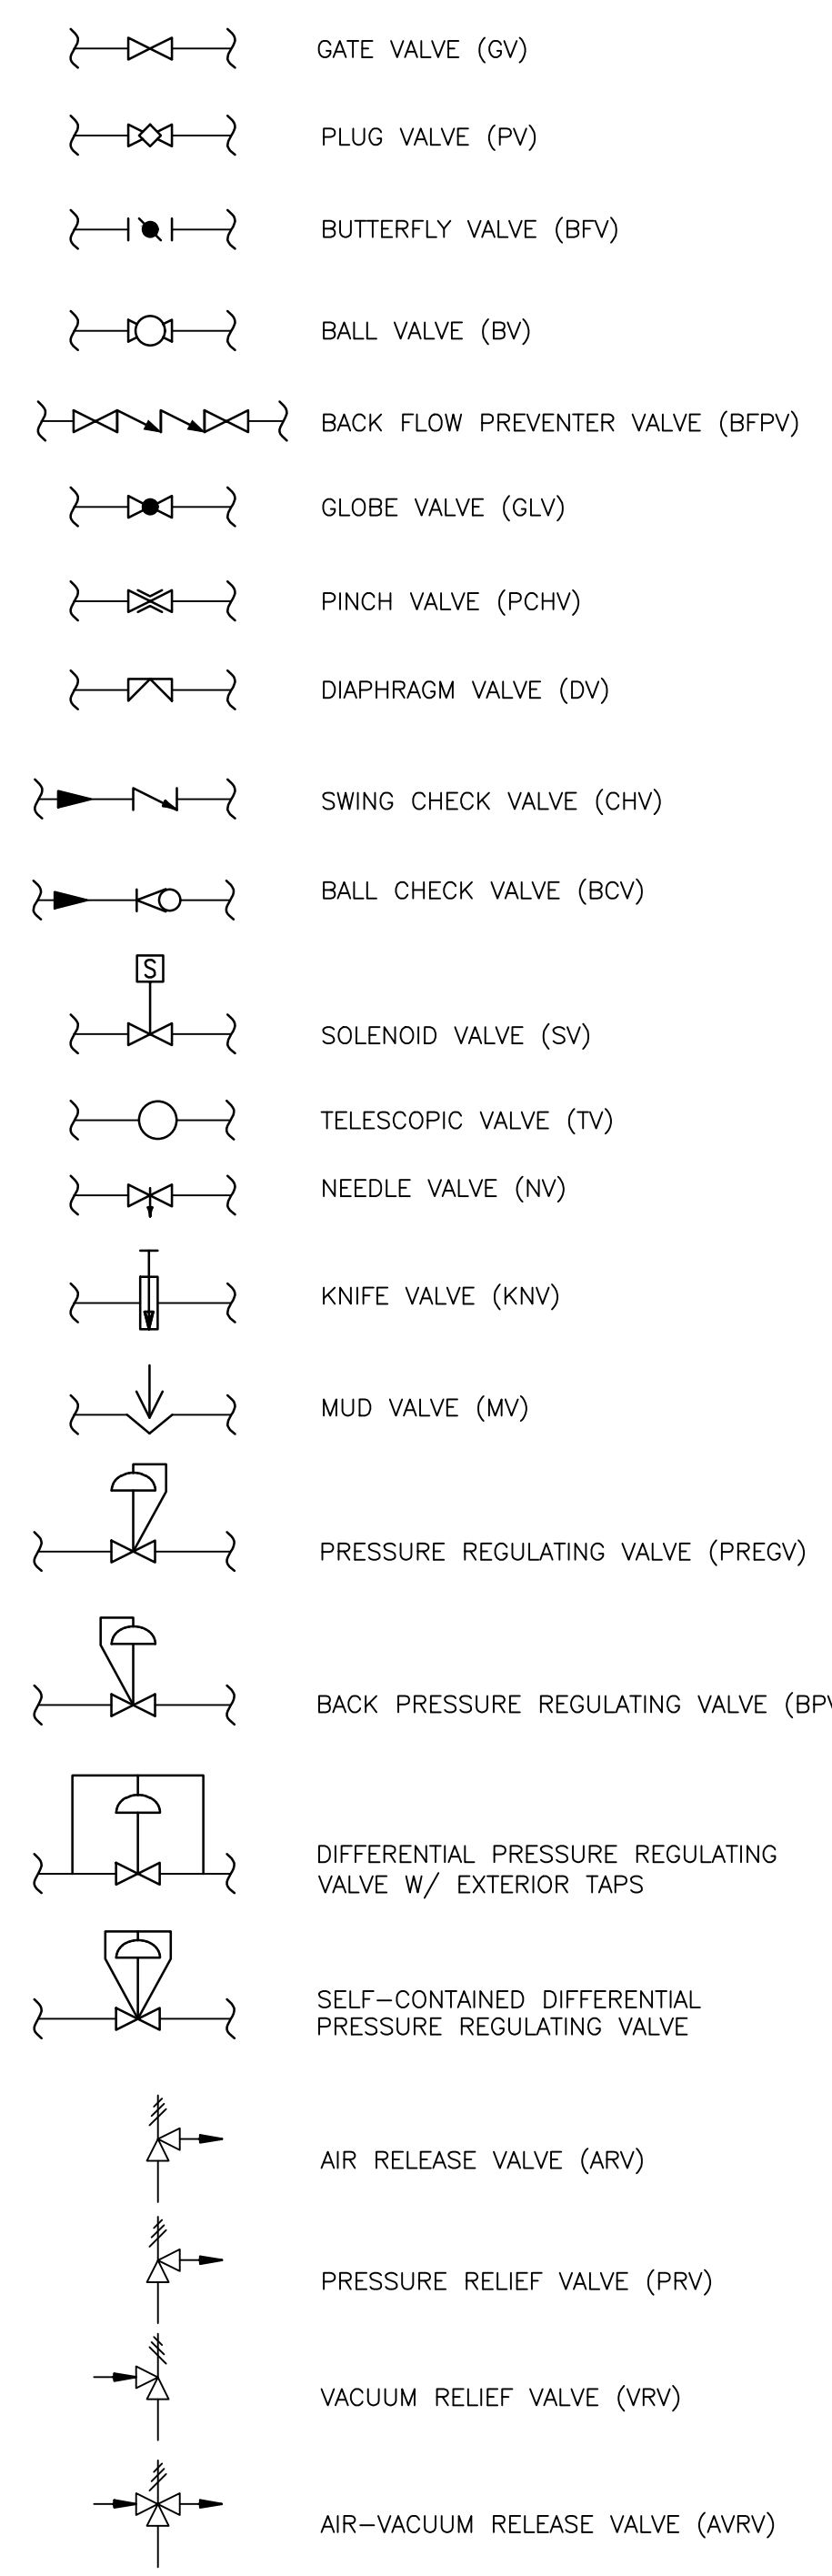 GATE VALVE (GV)
PLUG VALVE (PV)
BUTTERFLY VALVE (BFV)
BALL VALVE (BV)
BACK FLOW PREVENTER VALVE (BFPV)
GLOBE VALVE (GLV)
PINCH VALVE (PCHV)
DIAPHRAGM VALVE (DV)
SWING CHECK VALVE (CHV)
BALL CHECK VALVE (BCV)
S
SOLENOID VALVE (SV)
TELESCOPIC VALVE (TV)
NEEDLE VALVE (NV)
KNIFE VALVE (KNV)
MUD VALVE (MV)
PRESSURE REGULATING VALVE (PREGV)
BACK PRESSURE REGULATING VALVE (BPV
DIFFERENTIAL PRESSURE REGULATING
VALVE W/ EXTERIOR TAPS
SELF-CONTAINED DIFFERENTIAL
PRESSURE REGULATING VALVE
AIR RELEASE VALVE (ARV)
PRESSURE RELIEF VALVE (PRV)
VACUUM RELIEF VALVE (VRV)
AIR-VACUUM RELEASE VALVE (AVRV)